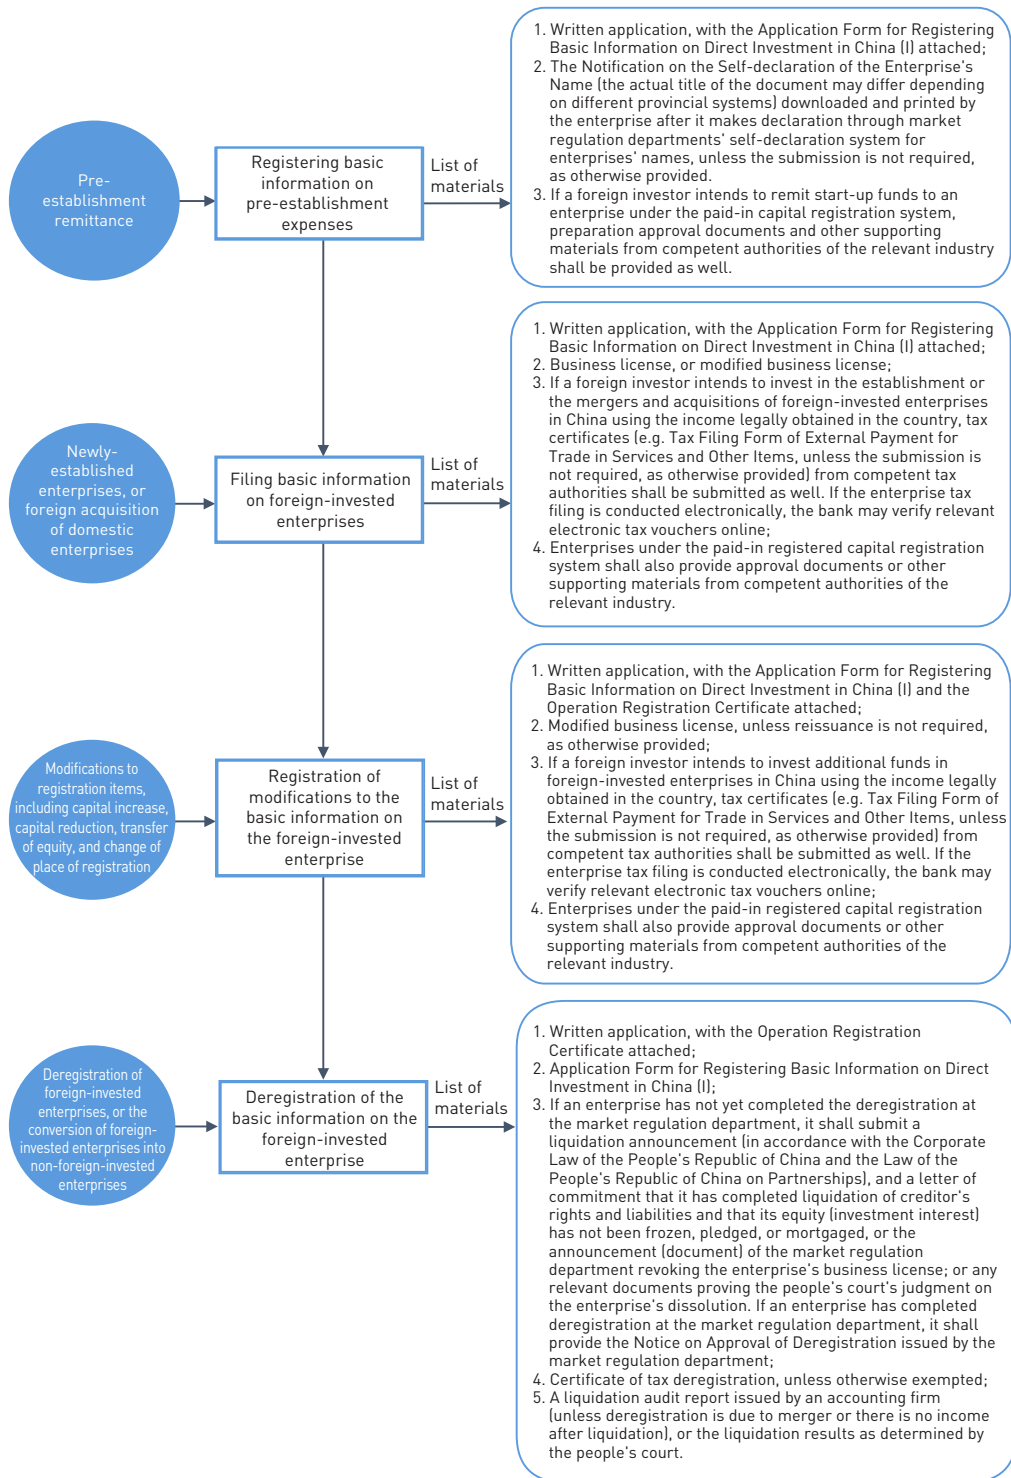 Pre-
establishment
remittance
Registering basic
information on
pre-establishment
expenses
List of
materials
1. Written application, with the Application Form for Registering
Basic Information on Direct Investment in China (I) attached;
2. The Notification on the Self-declaration of the Enterprise's
Name (the actual title of the document may differ depending
on different provincial systems) downloaded and printed by
the enterprise after it makes declaration through market
regulation departments' self-declaration system for
enterprises' names, unless the submission is not required,
as otherwise provided.
3. If a foreign investor intends to remit start-up funds to an
enterprise under the paid-in capital registration system,
preparation approval documents and other supporting
materials from competent authorities of the relevant industry
shall be provided as well.
Newly-
established
enterprises, or
foreign acquisition
of domestic
enterprises
Filing basic information
on foreign-invested
enterprises
List of
materials
1. Written application, with the Application Form for Registering
Basic Information on Direct Investment in China (I) attached;
2. Business license, or modified business license;
3. If a foreign investor intends to invest in the establishment or
the mergers and acquisitions of foreign-invested enterprises
in China using the income legally obtained in the country, tax
certificates (e.g. Tax Filing Form of External Payment for
Trade in Services and Other Items, unless the submission is
not required, as otherwise provided) from competent tax
authorities shall be submitted as well. If the enterprise tax
filing is conducted electronically, the bank may verify relevant
electronic tax vouchers online;
4. Enterprises under the paid-in registered capital registration
system shall also provide approval documents or other
supporting materials from competent authorities of the
relevant industry.
Modifications to
registration items,
including capital increase,
capital reduction, transfer
of equity, and change of
place of registration
Registration of
modifications to the
basic information on
the foreign-invested
enterprise
List of
materials
1. Written application, with the Application Form for Registering
Basic Information on Direct Investment in China (I) and the
Operation Registration Certificate attached;
2. Modified business license, unless reissuance is not required,
as otherwise provided;
3. If a foreign investor intends to invest additional funds in
foreign-invested enterprises in China using the income legally
obtained in the country, tax certificates (e.g. Tax Filing Form of
External Payment for Trade in Services and Other Items, unless
the submission is not required, as otherwise provided) from
competent tax authorities shall be submitted as well. If the
enterprise tax filing is conducted electronically, the bank may
verify relevant electronic tax vouchers online;
4. Enterprises under the paid-in registered capital registration
system shall also provide approval documents or other
supporting materials from competent authorities of the
relevant industry.
Deregistration of
foreign-invested
enterprises, or the
conversion of foreign-
invested enterprises into
non-foreign-invested
enterprises
Deregistration of the
basic information on the
foreign-invested
enterprise
List of
materials
1. Written application, with the Operation Registration
Certificate attached;
2. Application Form for Registering Basic Information on Direct
Investment in China (I);
3. If an enterprise has not yet completed the deregistration at
the market regulation department, it shall submit a
liquidation announcement (in accordance with the Corporate
Law of the People's Republic of China and the Law of the
People's Republic of China on Partnerships), and a letter of
commitment that it has completed liquidation of creditor's
rights and liabilities and that its equity (investment interest)
has not been frozen, pledged, or mortgaged, or the
announcement (document) of the market regulation
department revoking the enterprise's business license; or any
relevant documents proving the people's court's judgment on
the enterprise's dissolution. If an enterprise has completed
deregistration at the market regulation department, it shall
provide the Notice on Approval of Deregistration issued by the
market regulation department;
4. Certificate of tax deregistration, unless otherwise exempted;
5. A liquidation audit report issued by an accounting firm
(unless deregistration is due to merger or there is no income
after liquidation), or the liquidation results as determined by
the people's court.